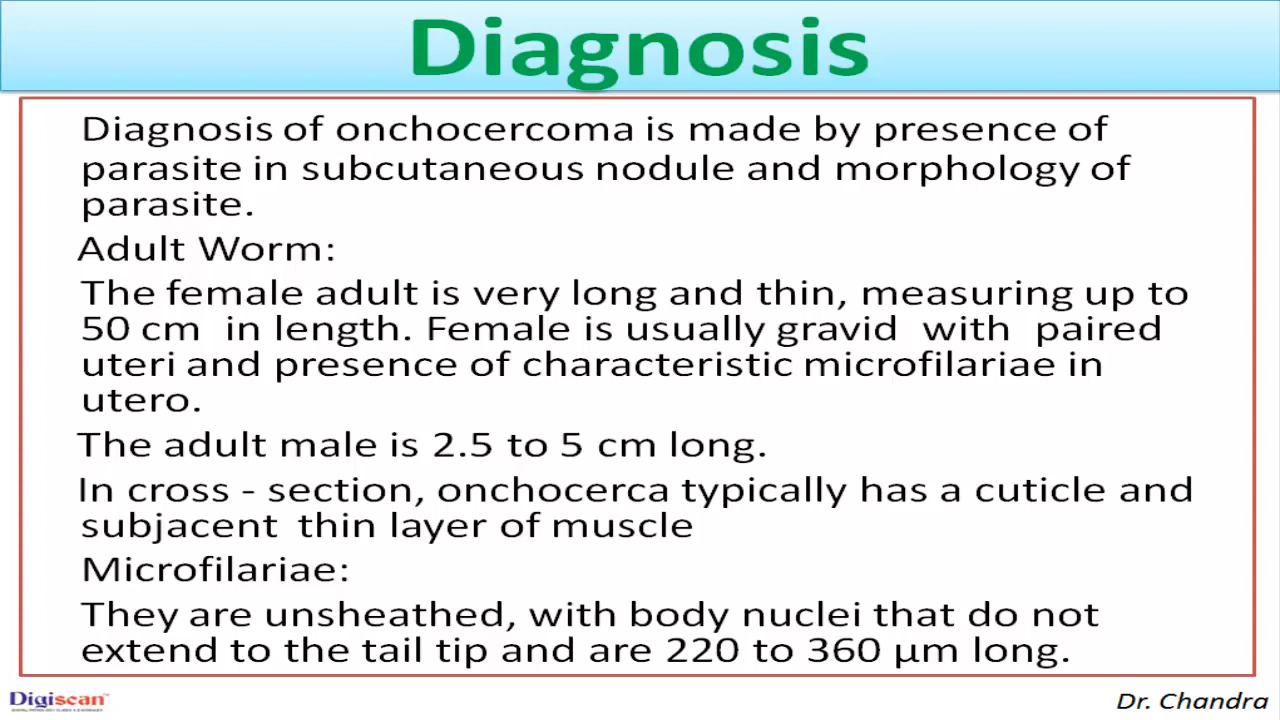 Diagnosis
Diagnosis of onchocercoma is made by presence of
parasite in subcutaneous nodule and morphology of
parasite.
Adult Worm:
The female adult is very long and thin, measuring up to
50 cm in length. Female is usually gravid with paired
uteri and presence of characteristic microfilariae in
utero.
The adult male is 2.5 to 5 cm long.
In cross - section, onchocerca typically has a cuticle and
subjacent thin layer of muscle
Microfilariae:
They are unsheathed, with body nuclei that do not
extend to the tail tip and are 220 to 360 µm long.
Digiscan
Dr. Chandra